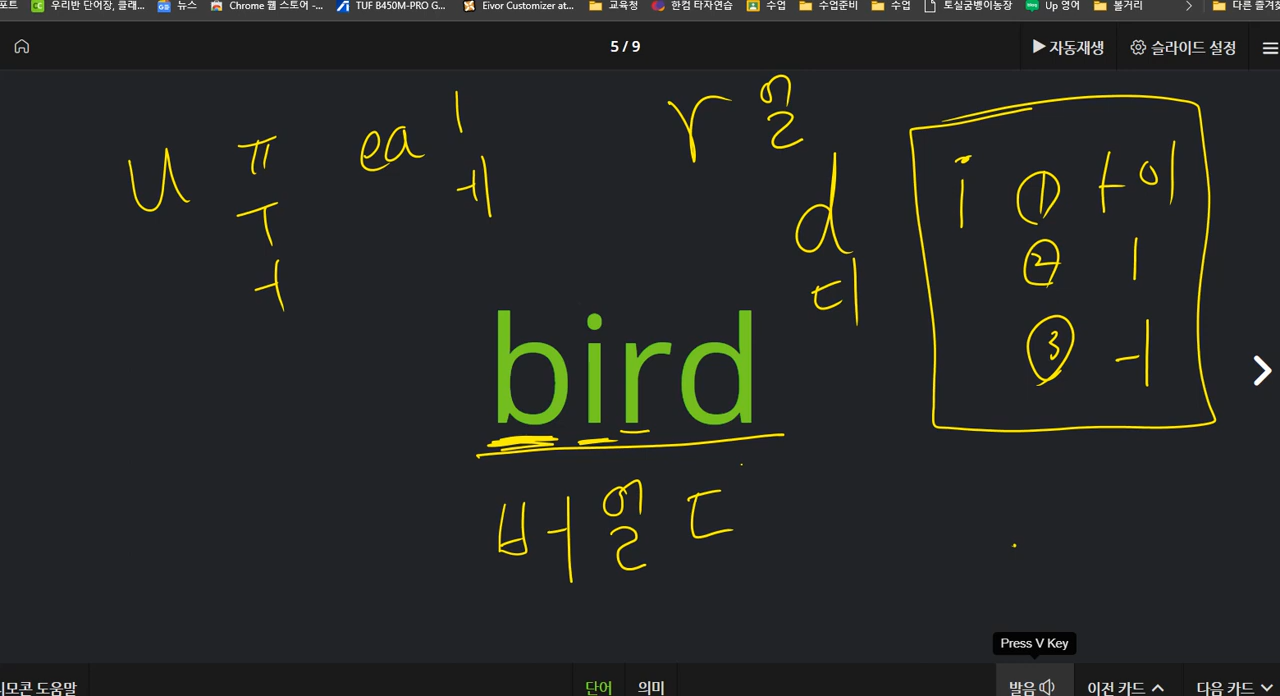 포트 우리반 단어장, 클래... 뉴스 Chrome 웹 스토어 -... TUF B450M-PRO G... Eivor Customizer at... 교육청 한컴 타자연습 수업 수업준비 수업 토실굼벵이농장 Up 영어 볼거리 다른 즐겨찾
5 / 9
▶자동재생 슬라이드 설정
u ㅠ ㅜ ㅓ
ea ㅣ ㅔ
r 얼
d ㄷ
i ① ㅏ이
② ㅣ
③ ㅓ
bird
버 얼 ㄷ
Press V Key
리모콘 도움말 단어 의미 발음 이전 카드 다음 카드